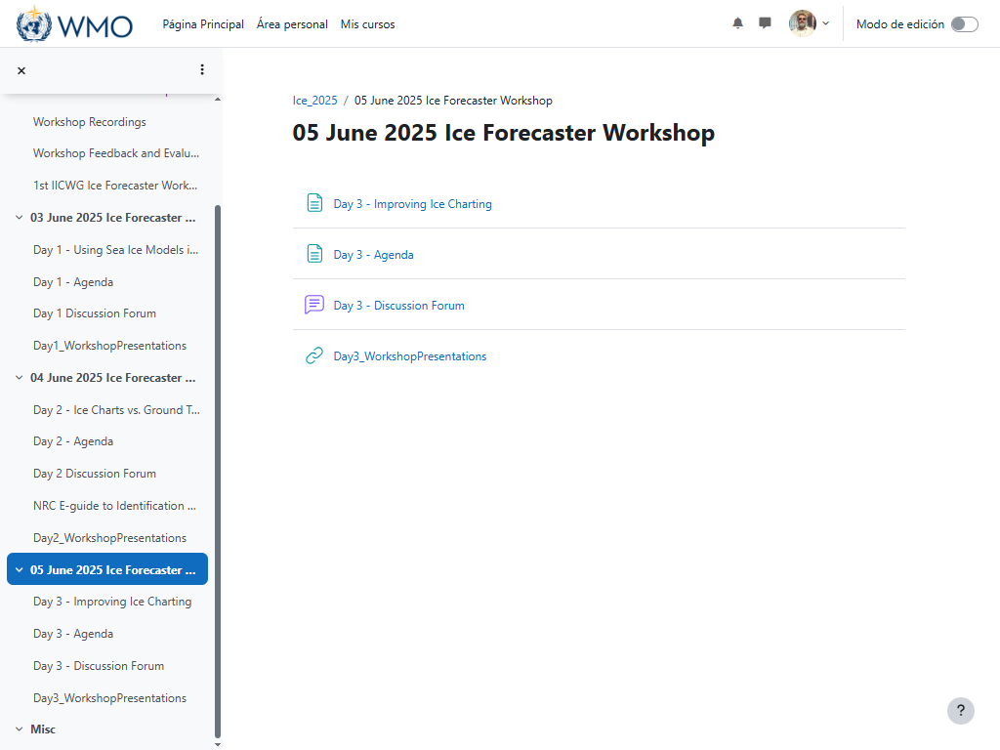 WMO
Página Principal Área personal Mis cursos
Modo de edición
Workshop Recordings
Workshop Feedback and Evalu...
1st IICWG Ice Forecaster Work...
03 June 2025 Ice Forecaster ...
Day 1 - Using Sea Ice Models i...
Day 1 - Agenda
Day 1 Discussion Forum
Day1_WorkshopPresentations
04 June 2025 Ice Forecaster ...
Day 2 - Ice Charts vs. Ground T...
Day 2 - Agenda
Day 2 Discussion Forum
NRC E-guide to Identification ...
Day2_WorkshopPresentations
05 June 2025 Ice Forecaster ...
Day 3 - Improving Ice Charting
Day 3 - Agenda
Day 3 - Discussion Forum
Day3_WorkshopPresentations
Misc
Ice_2025 / 05 June 2025 Ice Forecaster Workshop
05 June 2025 Ice Forecaster Workshop
Day 3 - Improving Ice Charting
Day 3 - Agenda
Day 3 - Discussion Forum
Day3_WorkshopPresentations
?